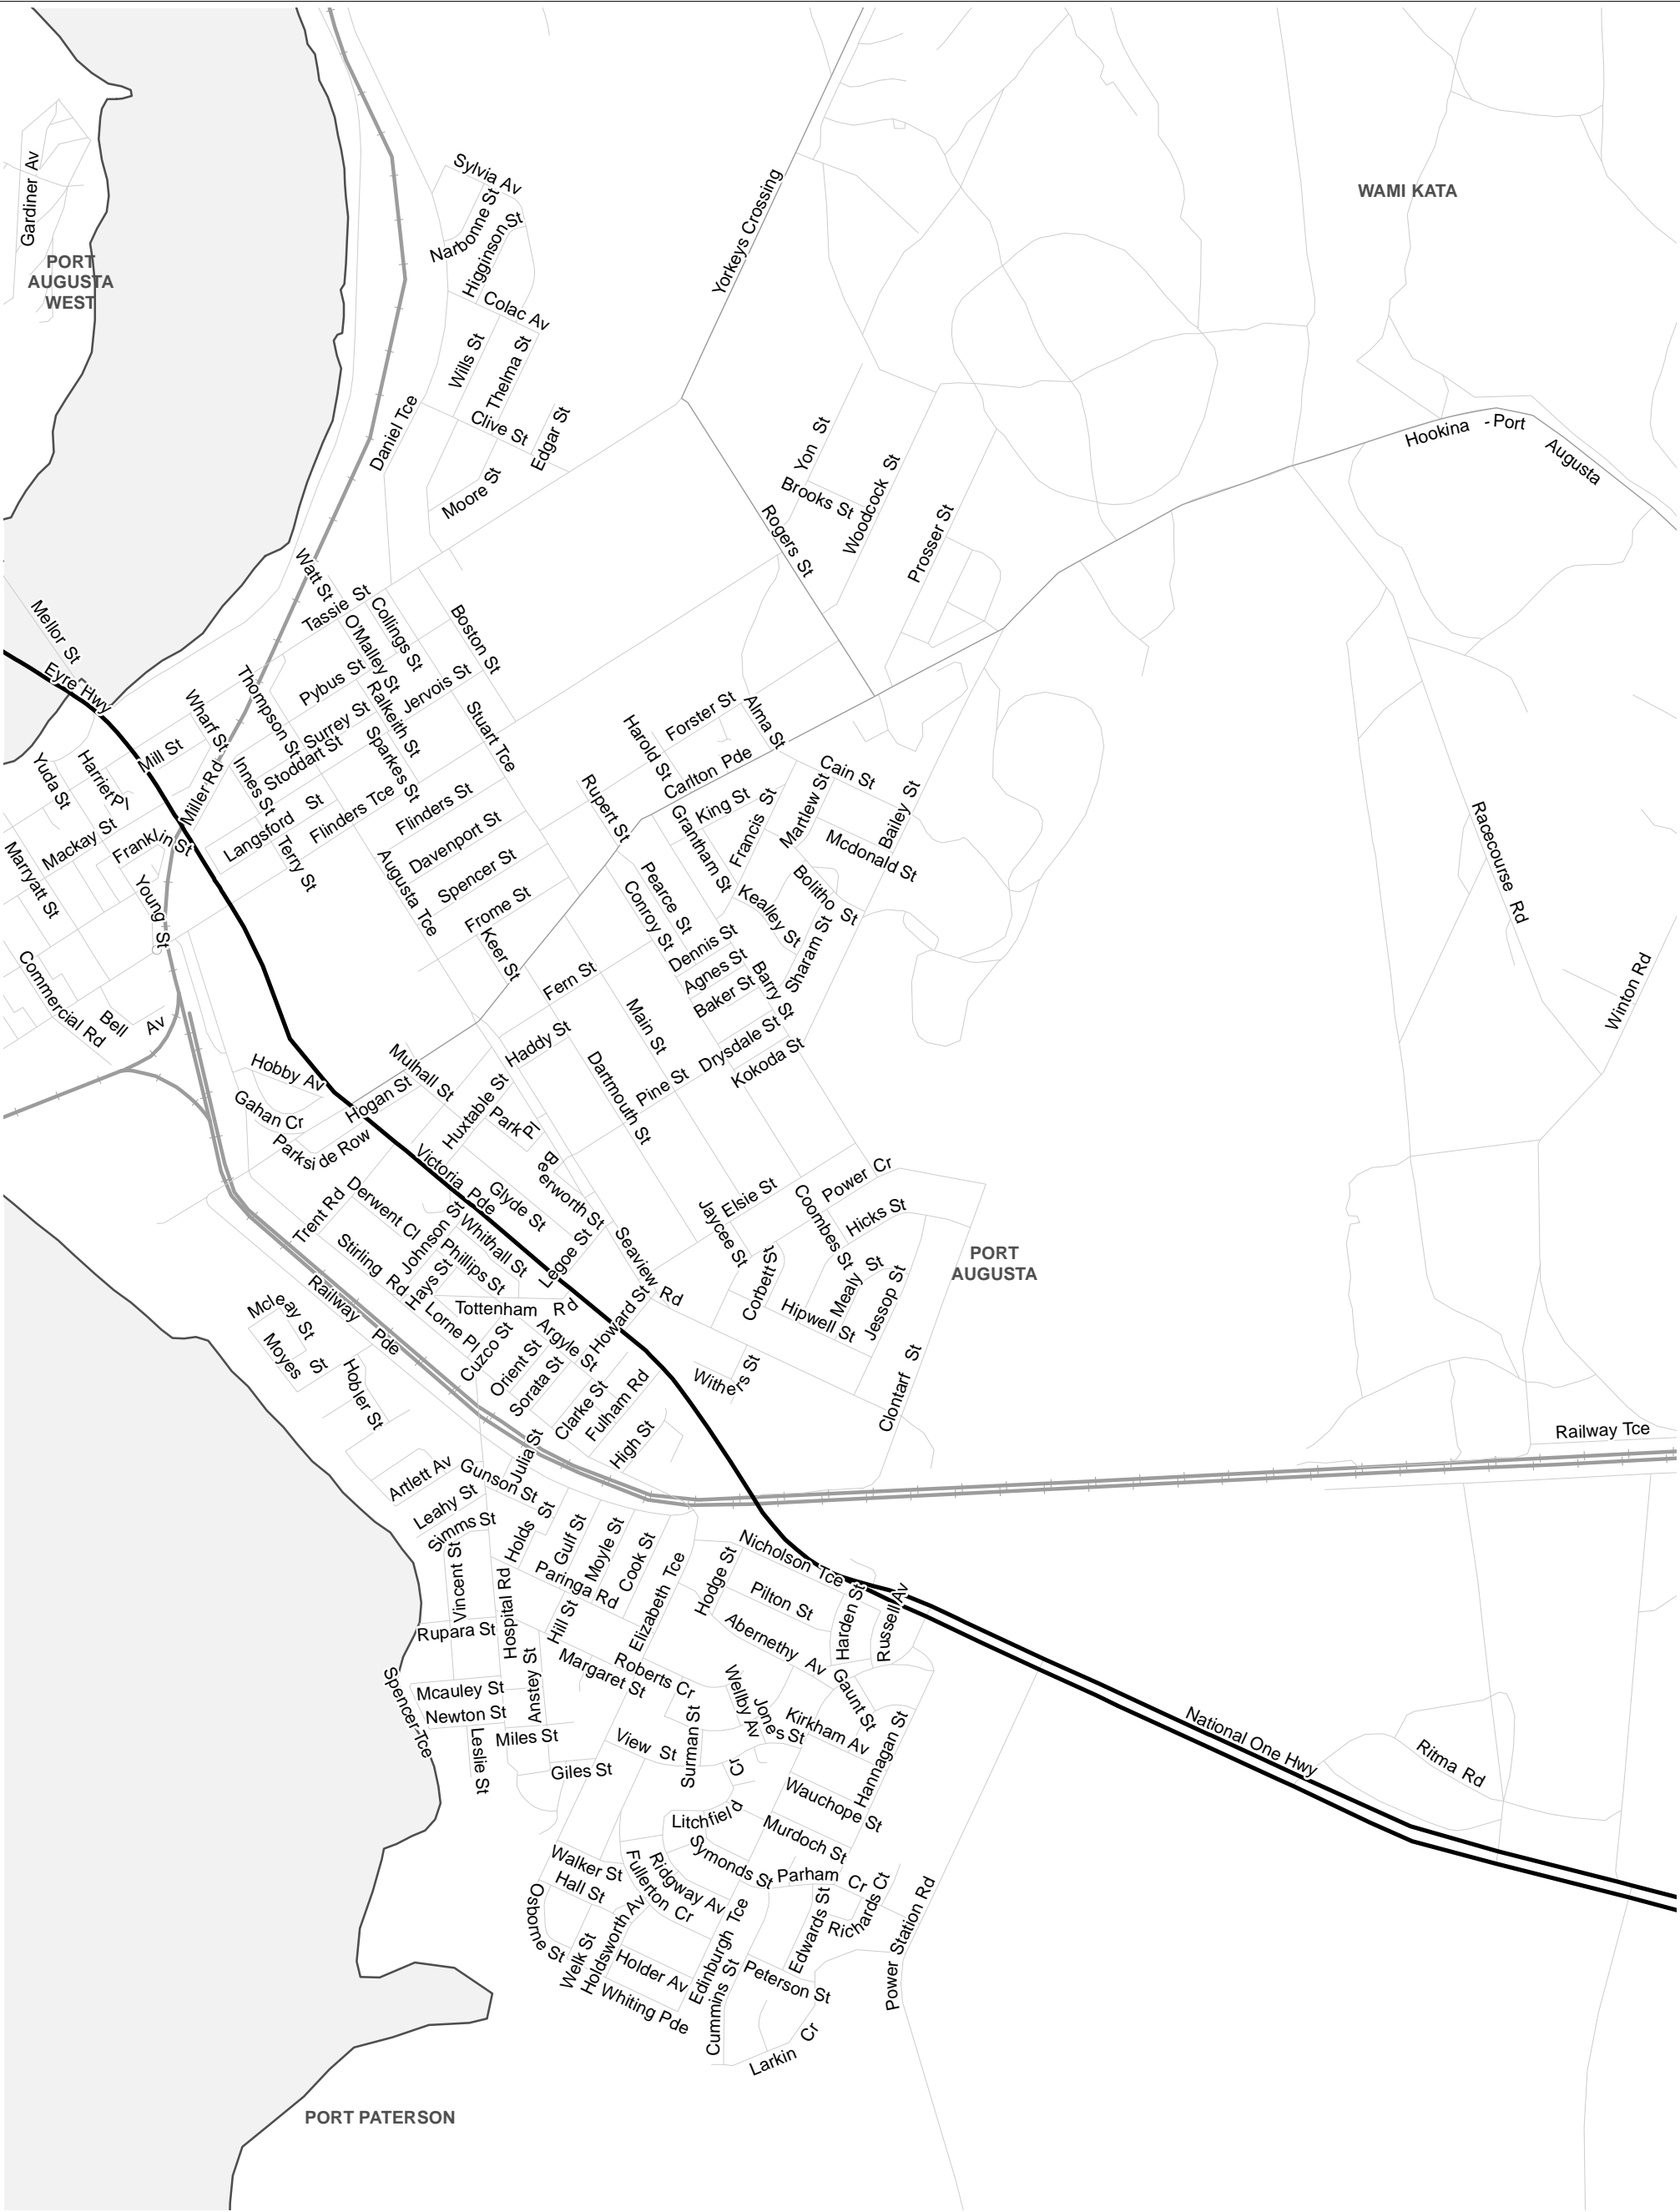 Sylvia Av
Gardiner Av
Narbonne St
Higginson St
Yorkeys Crossing
WAMI KATA
PORT
AUGUSTA
WEST
Colac Av
Wills St
Thelma St
Daniel Tce
Clive St
Edgar St
Moore St
Yon St
Brooks St
Woodcock St
Hookina - Port Augusta
Rogers St
Prosser St
Watt St
Tassie St
Collings St
O'Malley St
Boston St
Mellor St
Eyre Hwy
Pybus St
Jervois St
Ralkeith St
Thompson St
Wharf St
Surrey St
Stoddart St
Sparkes St
Stuart Tce
Forster St
Alma St
Harold St
Carlton Pde
Mill St
Harriet Pl
Yuda St
Miller Rd
Innes St
Langsford St
Flinders Tce
Flinders St
Rupert St
Cain St
King St
Francis St
Martlew St
Bailey St
Grantham St
Mcdonald St
Racecourse Rd
Mackay St
Franklin St
Marryatt St
Young St
Terry St
Augusta Tce
Davenport St
Spencer St
Frome St
Keer St
Pearce St
Conroy St
Bolitho St
Kealley St
Sharam St
Dennis St
Agnes St
Baker St
Barry St
Commercial Rd
Bell Av
Fern St
Main St
Winton Rd
Haddy St
Drysdale St
Kokoda St
Pine St
Dartmouth St
Hobby Av
Mulhall St
Hogan St
Gahan Cr
Huxtable St
Park Pl
Parkside Row
Victoria Pde
Beerworth St
Derwent Cl
Trent Rd
Glyde St
Elsie St
Power Cr
Coombes St
Hicks St
Jaycee St
Johnson St
Whithall St
Stirling Rd
Phillips St
Hays St
Legoe St
Seaview Rd
PORT
AUGUSTA
Corbett St
Mealy St
Jessop St
Hipwell St
Railway Pde
Tottenham Rd
Howard St
Lorne Pl
Argyle St
Mcleay St
Moyes St
Cuzco St
Orient St
Sorata St
Withers St
Clontarf St
Hobler St
Clarke St
Fulham Rd
High St
Railway Tce
Julia St
Artlett Av
Gunson St
Leahy St
Simms St
Holds St
Gulf St
Moyle St
Cook St
Nicholson Tce
Hodge St
Vincent St
Paringa Rd
Elizabeth Tce
Pilton St
Harden St
Russell Av
Hospital Rd
Hill St
Rupara St
Abernethy Av
Spencer Tce
Anstey St
Margaret St
Roberts Cr
Wellby Av
Gaunt St
Mcauley St
Newton St
Jones St
Kirkham Av
Leslie St
Miles St
View St
Surman St
Hannagan St
National One Hwy
Ritma Rd
Giles St
Wauchope St
Litchfield Cr
Murdoch St
Symonds St
Walker St
Hall St
Fullerton Cr
Ridgway Av
Parham Cr
Richards Ct
Osborne St
Welk St
Holdsworth Av
Edinburgh Tce
Edwards St
Power Station Rd
Holder Av
Whiting Pde
Cummins St
Peterson St
Larkin Cr
PORT PATERSON